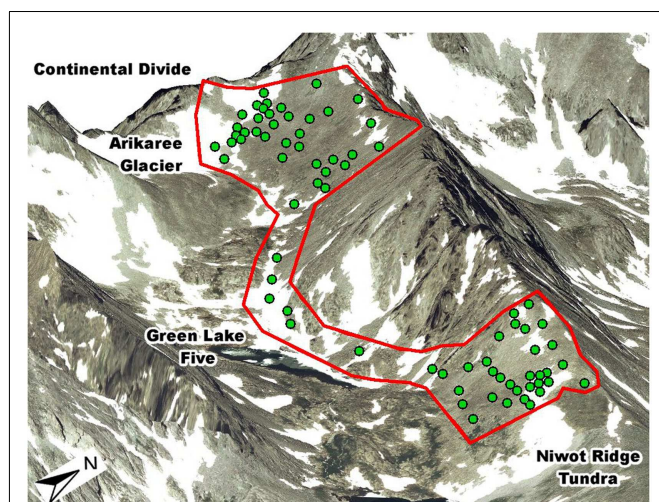 Continental Divide
Arikaree
Glacier
Green Lake
Five
N
Niwot Ridge
Tundra